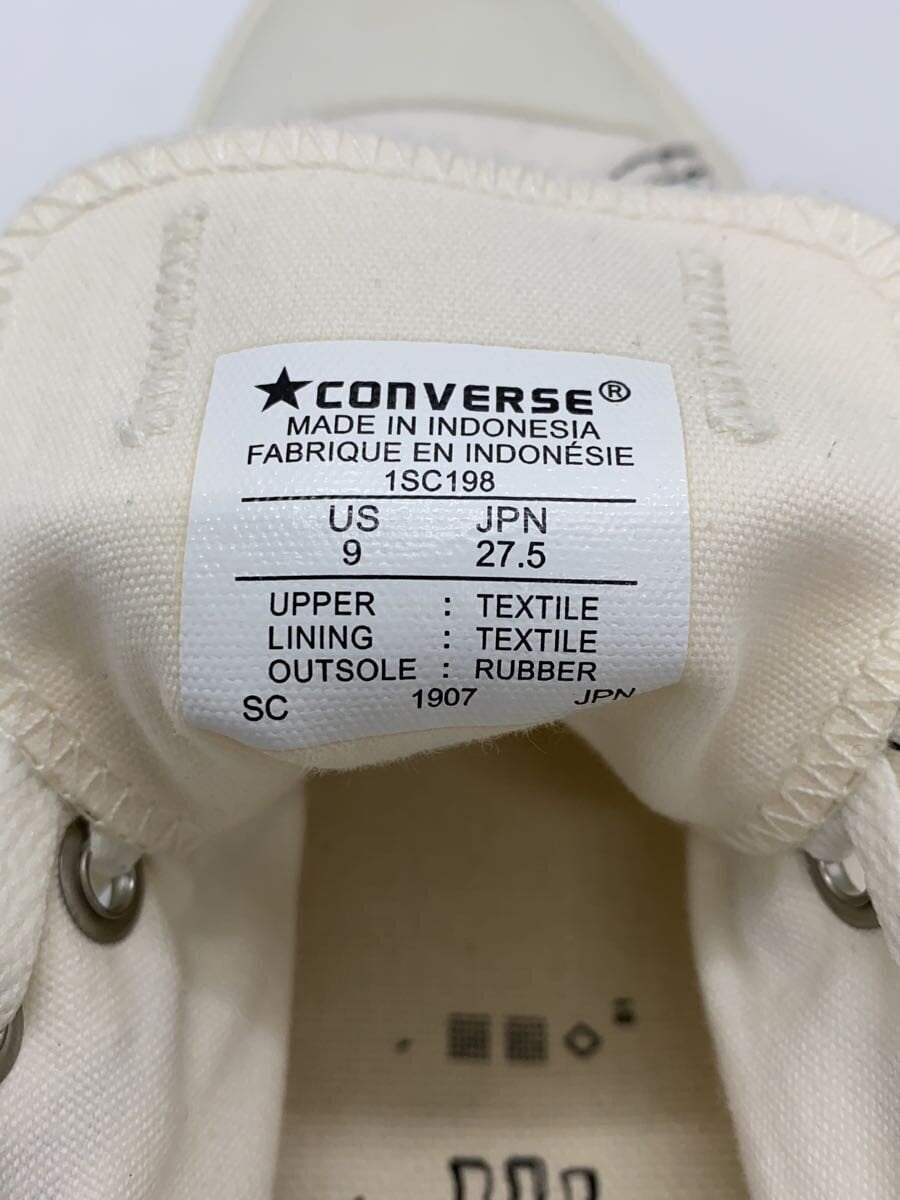 ★CONVERSE®
MADE IN INDONESIA
FABRIQUE EN INDONÉSIE
1SC198
US JPN
9 27.5
UPPER : TEXTILE
LINING : TEXTILE
OUTSOLE : RUBBER
SC 1907 JPN